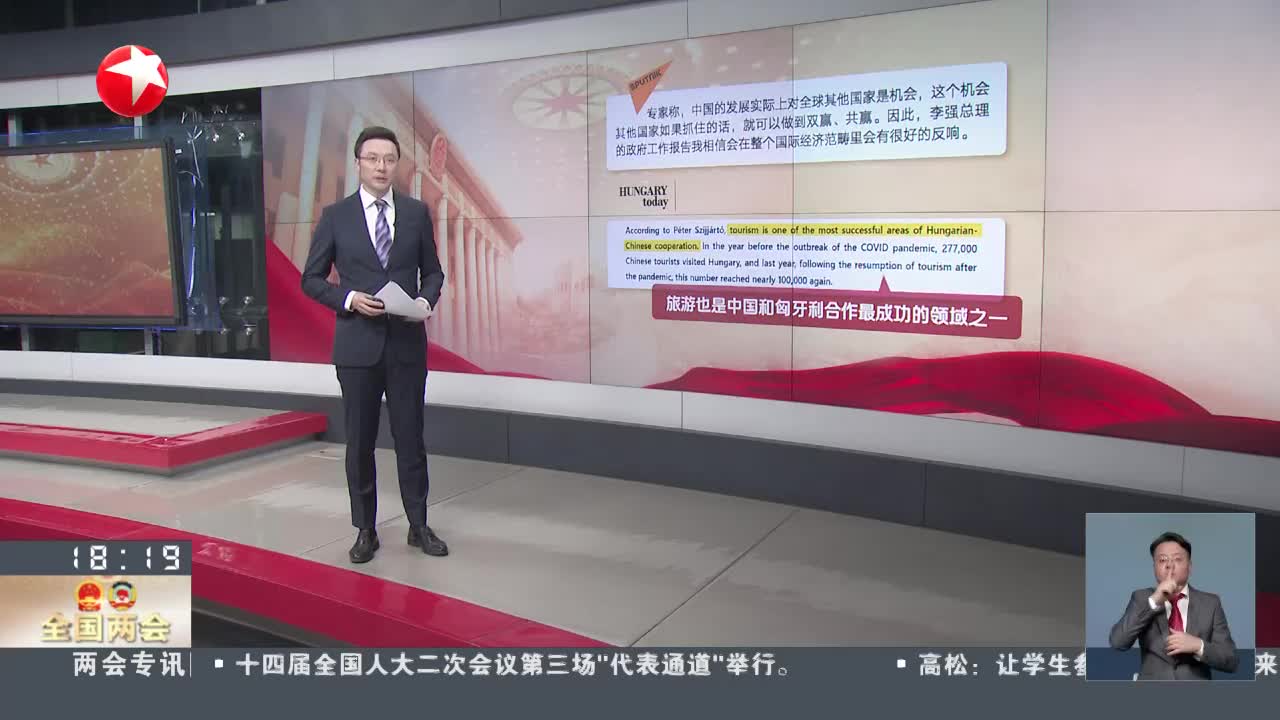 SPUTNIK
专家称，中国的发展实际上对全球其他国家是机会，这个机会
其他国家如果抓住的话，就可以做到双赢、共赢。因此，李强总理
的政府工作报告我相信会在整个国际经济范畴里会有很好的反响。
HUNGARY
today
According to Péter Szijjártó, tourism is one of the most successful areas of Hungarian-
Chinese cooperation. In the year before the outbreak of the COVID pandemic, 277,000
Chinese tourists visited Hungary, and last year, following the resumption of tourism after
the pandemic, this number reached nearly 100,000 again.
旅游也是中国和匈牙利合作最成功的领域之一
18:19
全国两会
两会专讯 ▪ 十四届全国人大二次会议第三场"代表通道"举行。 ▪ 高松：让学生 来